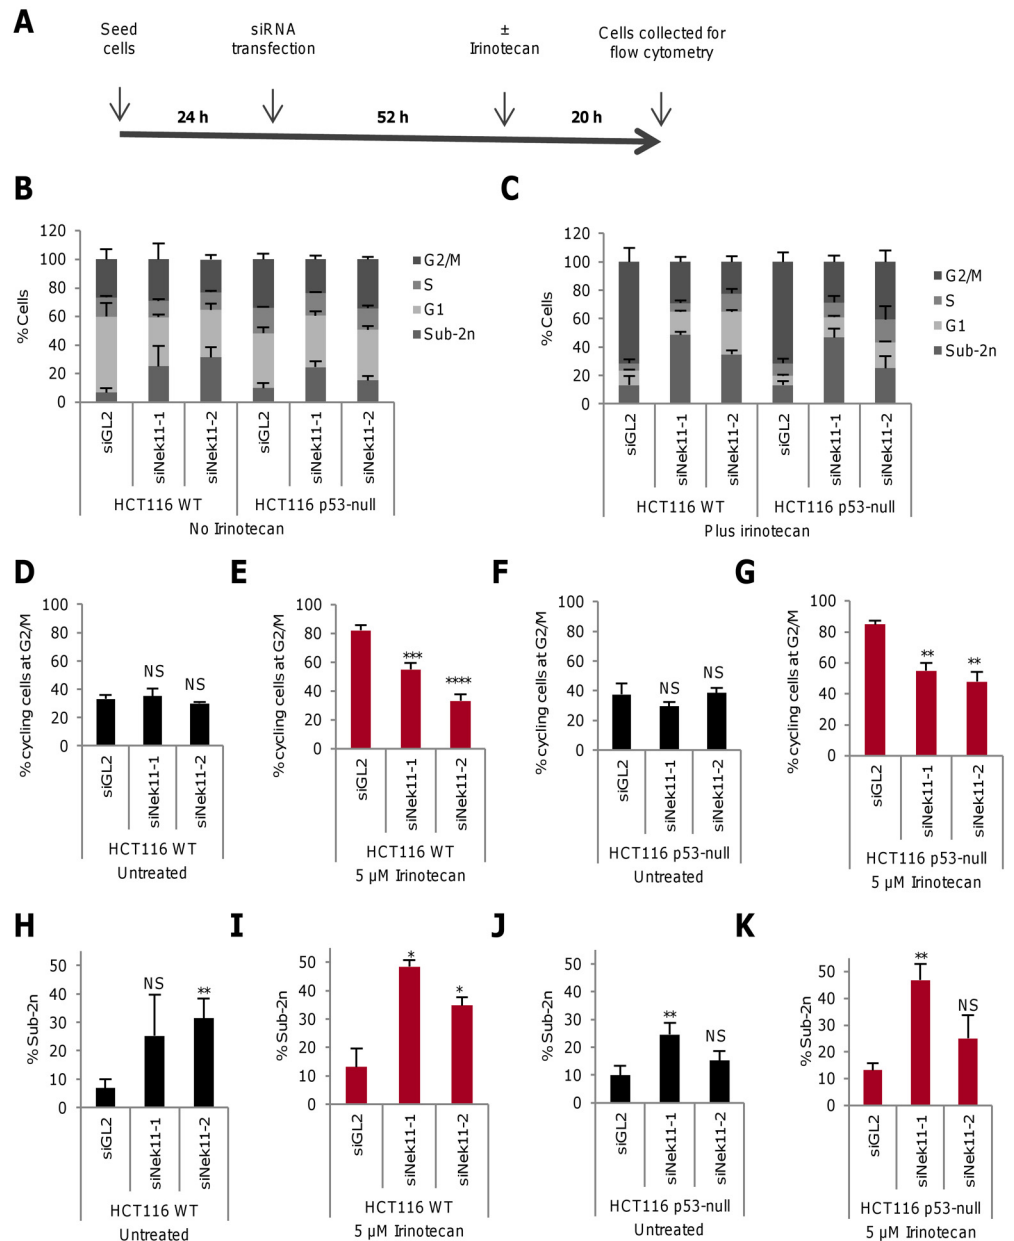 A
Seed
cells
siRNA
transfection
±
Irinotecan
Cells collected for
flow cytometry
24 h
52 h
20 h
B
% Cells
120
100
80
60
40
20
0
G2/M
S
G1
Sub-2n
siGL2
siNek11-1
siNek11-2
siGL2
siNek11-1
siNek11-2
HCT116 WT
HCT116 p53-null
No Irinotecan
C
% Cells
120
100
80
60
40
20
0
G2/M
S
G1
Sub-2n
siGL2
siNek11-1
siNek11-2
siGL2
siNek11-1
siNek11-2
HCT116 WT
HCT116 p53-null
Plus irinotecan
D
% cycling cells at G2/M
100
80
60
40
20
0
NS
NS
siGL2
siNek11-1
siNek11-2
HCT116 WT
Untreated
E
% cycling cells at G2/M
100
80
60
40
20
0
***
****
siGL2
siNek11-1
siNek11-2
HCT116 WT
5 µM Irinotecan
F
% cycling cells at G2/M
100
80
60
40
20
0
NS
NS
siGL2
siNek11-1
siNek11-2
HCT116 p53-null
Untreated
G
% cycling cells at G2/M
100
80
60
40
20
0
**
**
siGL2
siNek11-1
siNek11-2
HCT116 p53-null
5 µM Irinotecan
H
% Sub-2n
50
40
30
20
10
0
NS
**
siGL2
siNek11-1
siNek11-2
HCT116 WT
Untreated
I
% Sub-2n
50
40
30
20
10
0
*
*
siGL2
siNek11-1
siNek11-2
HCT116 WT
5 µM Irinotecan
J
% Sub-2n
50
40
30
20
10
0
**
NS
siGL2
siNek11-1
siNek11-2
HCT116 p53-null
Untreated
K
% Sub-2n
50
40
30
20
10
0
**
NS
siGL2
siNek11-1
siNek11-2
HCT116 p53-null
5 µM Irinotecan